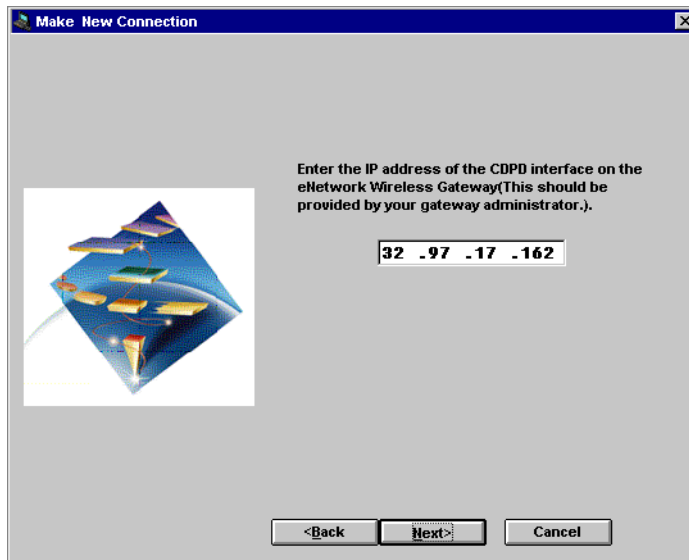 Make New Connection
Enter the IP address of the CDPD interface on the
eNetwork Wireless Gateway(This should be
provided by your gateway administrator.).
32 .97 .17 .162
<Back
Next>
Cancel